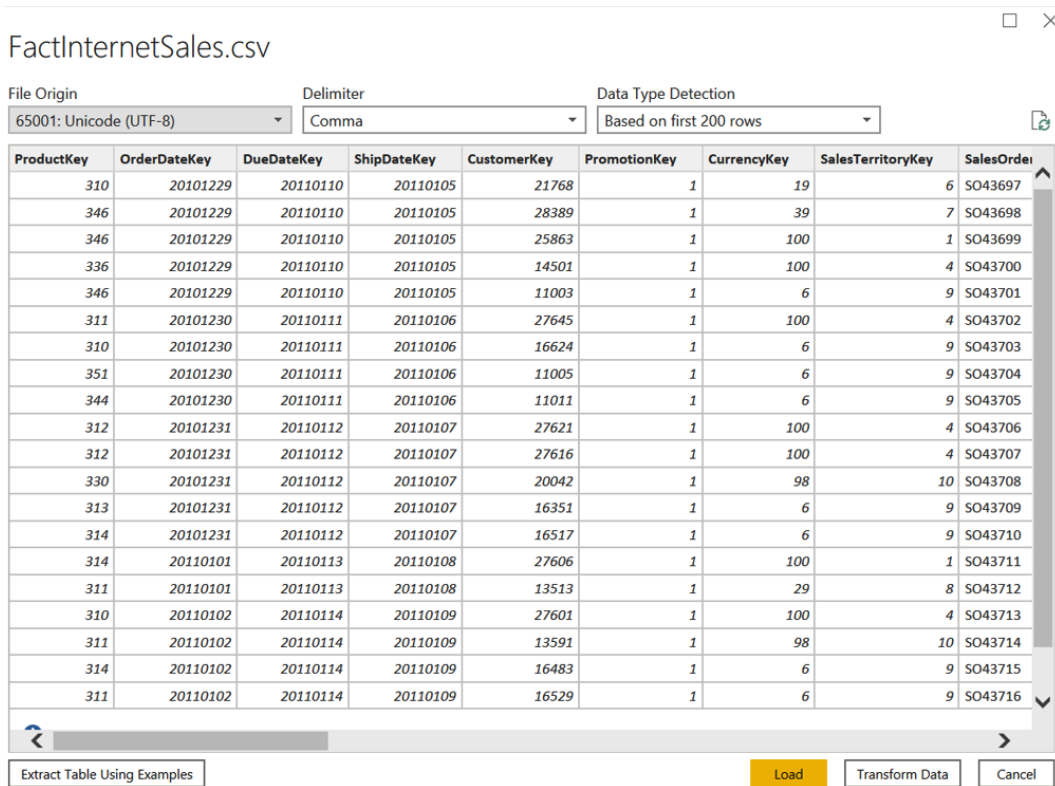 FactInternetSales.csv
File Origin Delimiter Data Type Detection
65001: Unicode (UTF-8) Comma Based on first 200 rows
ProductKey OrderDateKey DueDateKey ShipDateKey CustomerKey PromotionKey CurrencyKey SalesTerritoryKey SalesOrder
310 20101229 20110110 20110105 21768 1 19 6 SO43697
346 20101229 20110110 20110105 28389 1 39 7 SO43698
346 20101229 20110110 20110105 25863 1 100 1 SO43699
336 20101229 20110110 20110105 14501 1 100 4 SO43700
346 20101229 20110110 20110105 11003 1 6 9 SO43701
311 20101230 20110111 20110106 27645 1 100 4 SO43702
310 20101230 20110111 20110106 16624 1 6 9 SO43703
351 20101230 20110111 20110106 11005 1 6 9 SO43704
344 20101230 20110111 20110106 11011 1 6 9 SO43705
312 20101231 20110112 20110107 27621 1 100 4 SO43706
312 20101231 20110112 20110107 27616 1 100 4 SO43707
330 20101231 20110112 20110107 20042 1 98 10 SO43708
313 20101231 20110112 20110107 16351 1 6 9 SO43709
314 20101231 20110112 20110107 16517 1 6 9 SO43710
314 20110101 20110113 20110108 27606 1 100 1 SO43711
311 20110101 20110113 20110108 13513 1 29 8 SO43712
310 20110102 20110114 20110109 27601 1 100 4 SO43713
311 20110102 20110114 20110109 13591 1 98 10 SO43714
314 20110102 20110114 20110109 16483 1 6 9 SO43715
311 20110102 20110114 20110109 16529 1 6 9 SO43716
Extract Table Using Examples Load Transform Data Cancel